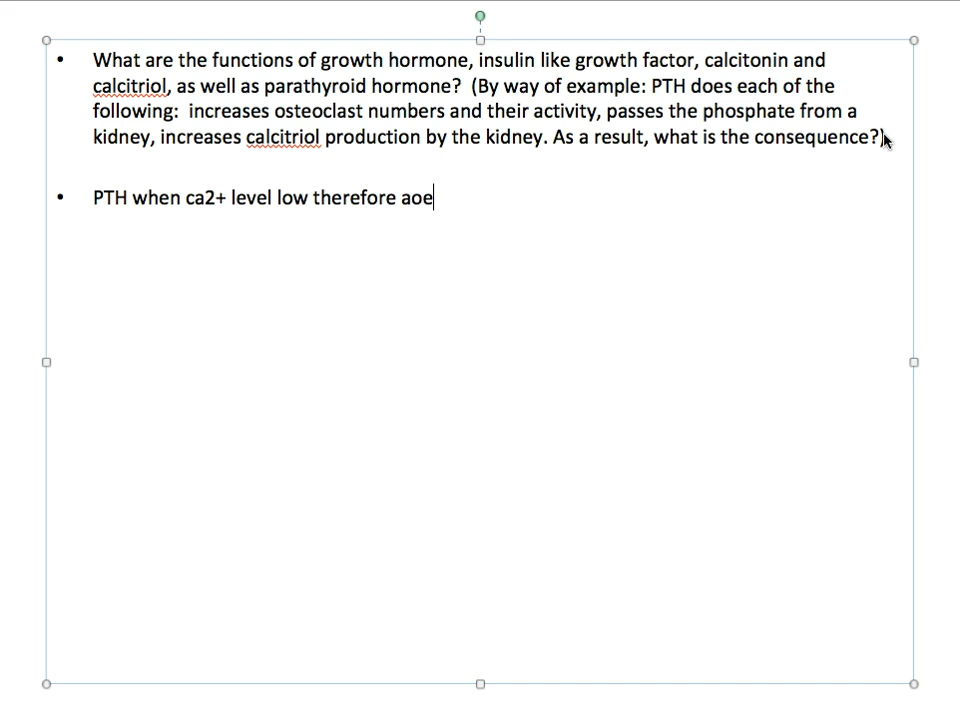 • What are the functions of growth hormone, insulin like growth factor, calcitonin and
calcitriol, as well as parathyroid hormone?  (By way of example: PTH does each of the
following:  increases osteoclast numbers and their activity, passes the phosphate from a
kidney, increases calcitriol production by the kidney. As a result, what is the consequence?)
• PTH when ca2+ level low therefore aoe